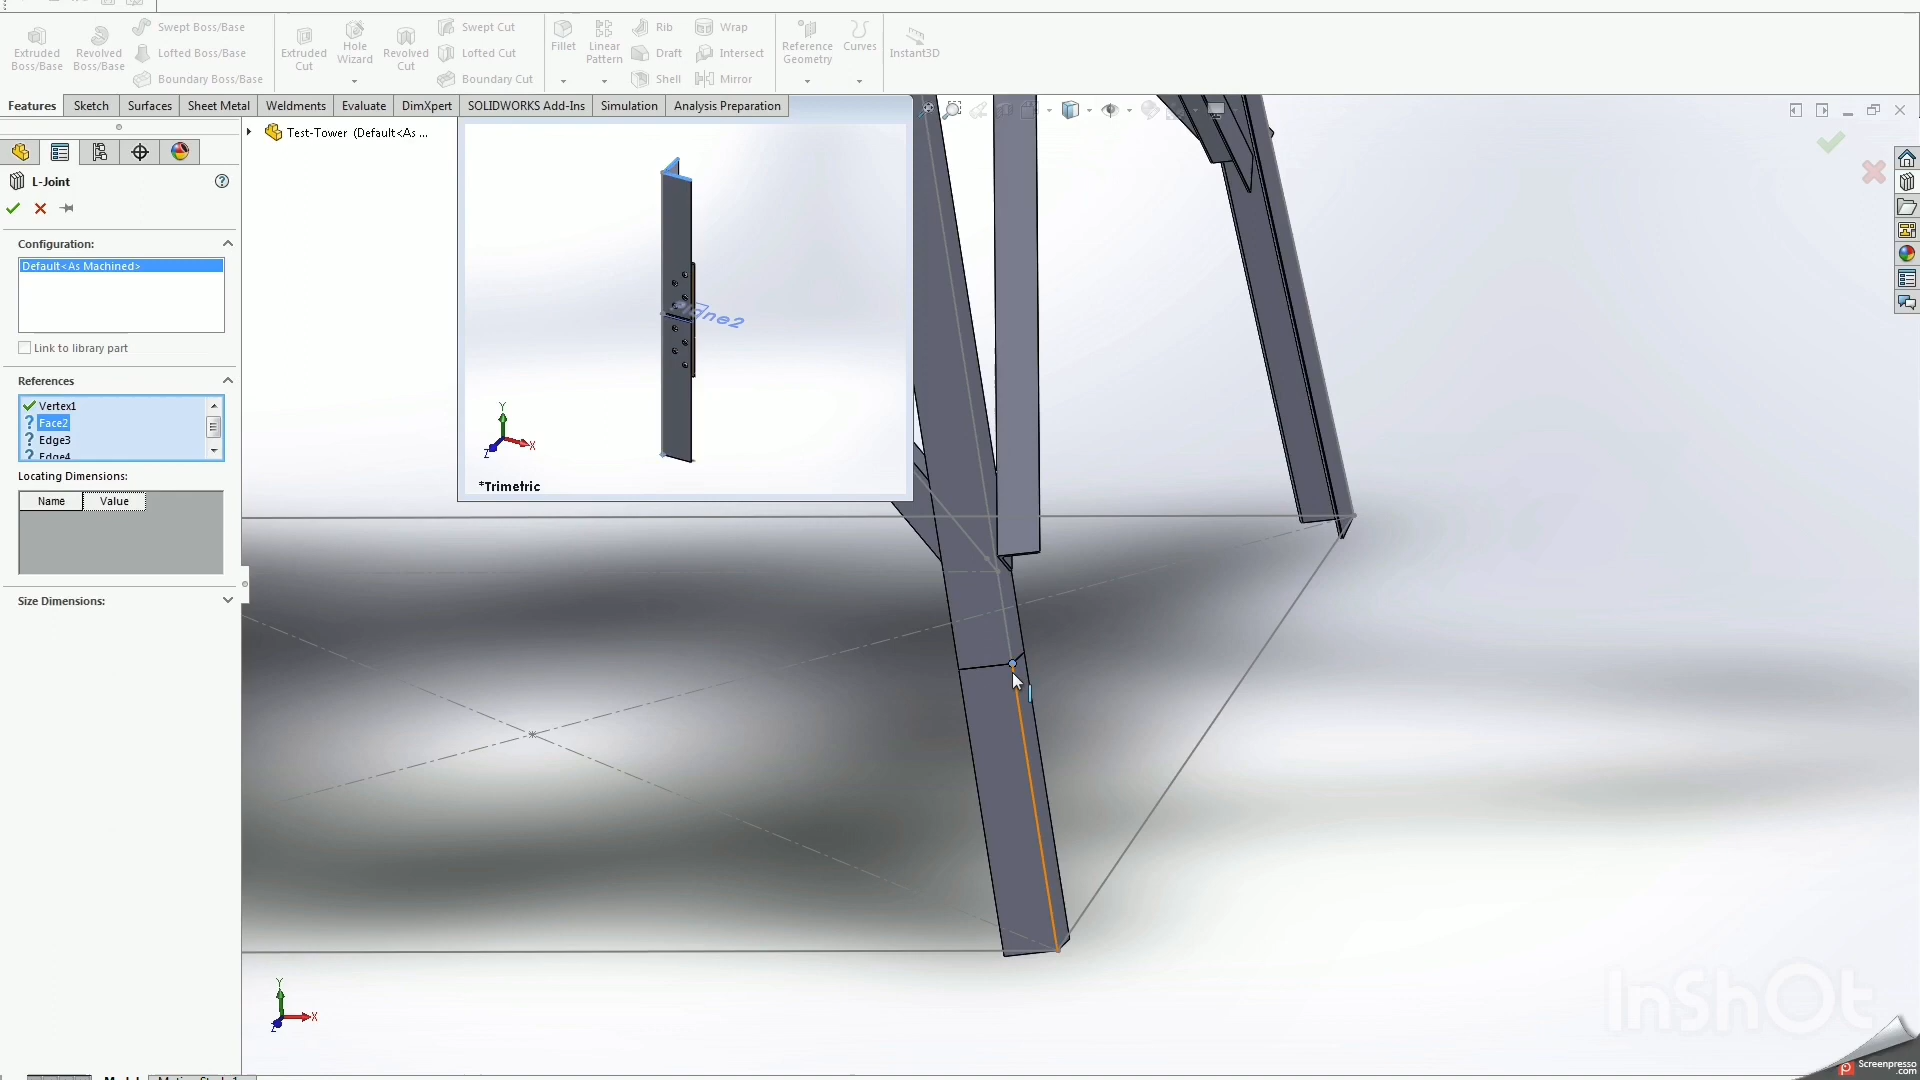 Extruded Boss/Base
Revolved Boss/Base
Swept Boss/Base
Lofted Boss/Base
Boundary Boss/Base
Extruded Cut
Hole Wizard
Revolved Cut
Swept Cut
Lofted Cut
Boundary Cut
Fillet
Linear Pattern
Rib
Draft
Shell
Wrap
Intersect
Mirror
Reference Geometry
Curves
Instant3D
Features
Sketch
Surfaces
Sheet Metal
Weldments
Evaluate
DimXpert
SOLIDWORKS Add-Ins
Simulation
Analysis Preparation
Test-Tower (Default<As ...
L-Joint
Configuration:
Default<As Machined>
Link to library part
References
Vertex1
Face2
Edge3
Edge4
Locating Dimensions:
Name
Value
Size Dimensions:
Plane2
Y
X
Z
*Trimetric
Y
X
Z
InShOt
Screenpresso
.com